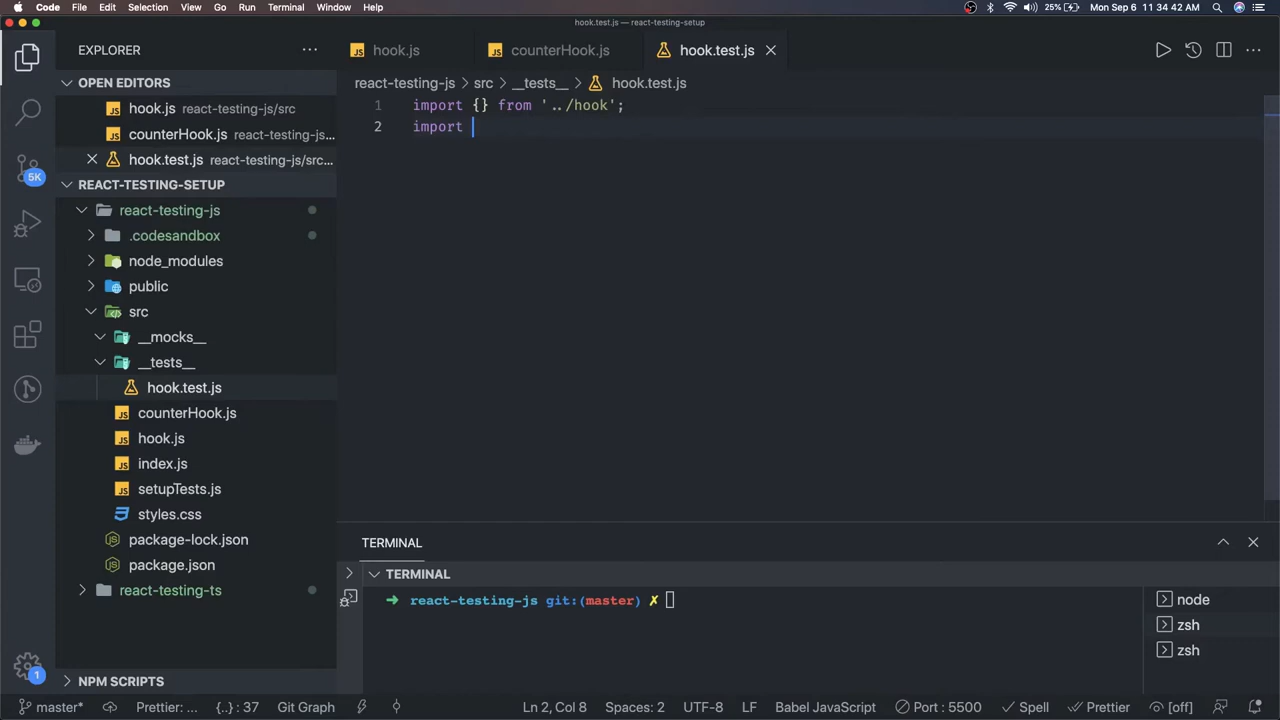 Code File Edit Selection View Go Run Terminal Window Help 25% Mon Sep 6 11:34:42 AM
hook.test.js — react-testing-setup
EXPLORER
hook.js counterHook.js hook.test.js
OPEN EDITORS
react-testing-js > src > __tests__ > hook.test.js
hook.js react-testing-js/src
counterHook.js react-testing-js...
hook.test.js react-testing-js/src...
1 import {} from '../hook';
2 import
REACT-TESTING-SETUP
react-testing-js
.codesandbox
node_modules
public
src
__mocks__
__tests__
hook.test.js
counterHook.js
hook.js
index.js
setupTests.js
styles.css
package-lock.json
package.json
react-testing-ts
NPM SCRIPTS
5K
1
TERMINAL
TERMINAL
➜ react-testing-js git:(master) ✗
node
zsh
zsh
master* Prettier: ... {..} : 37 Git Graph Ln 2, Col 8 Spaces: 2 UTF-8 LF Babel JavaScript Port : 5500 Spell Prettier [off]